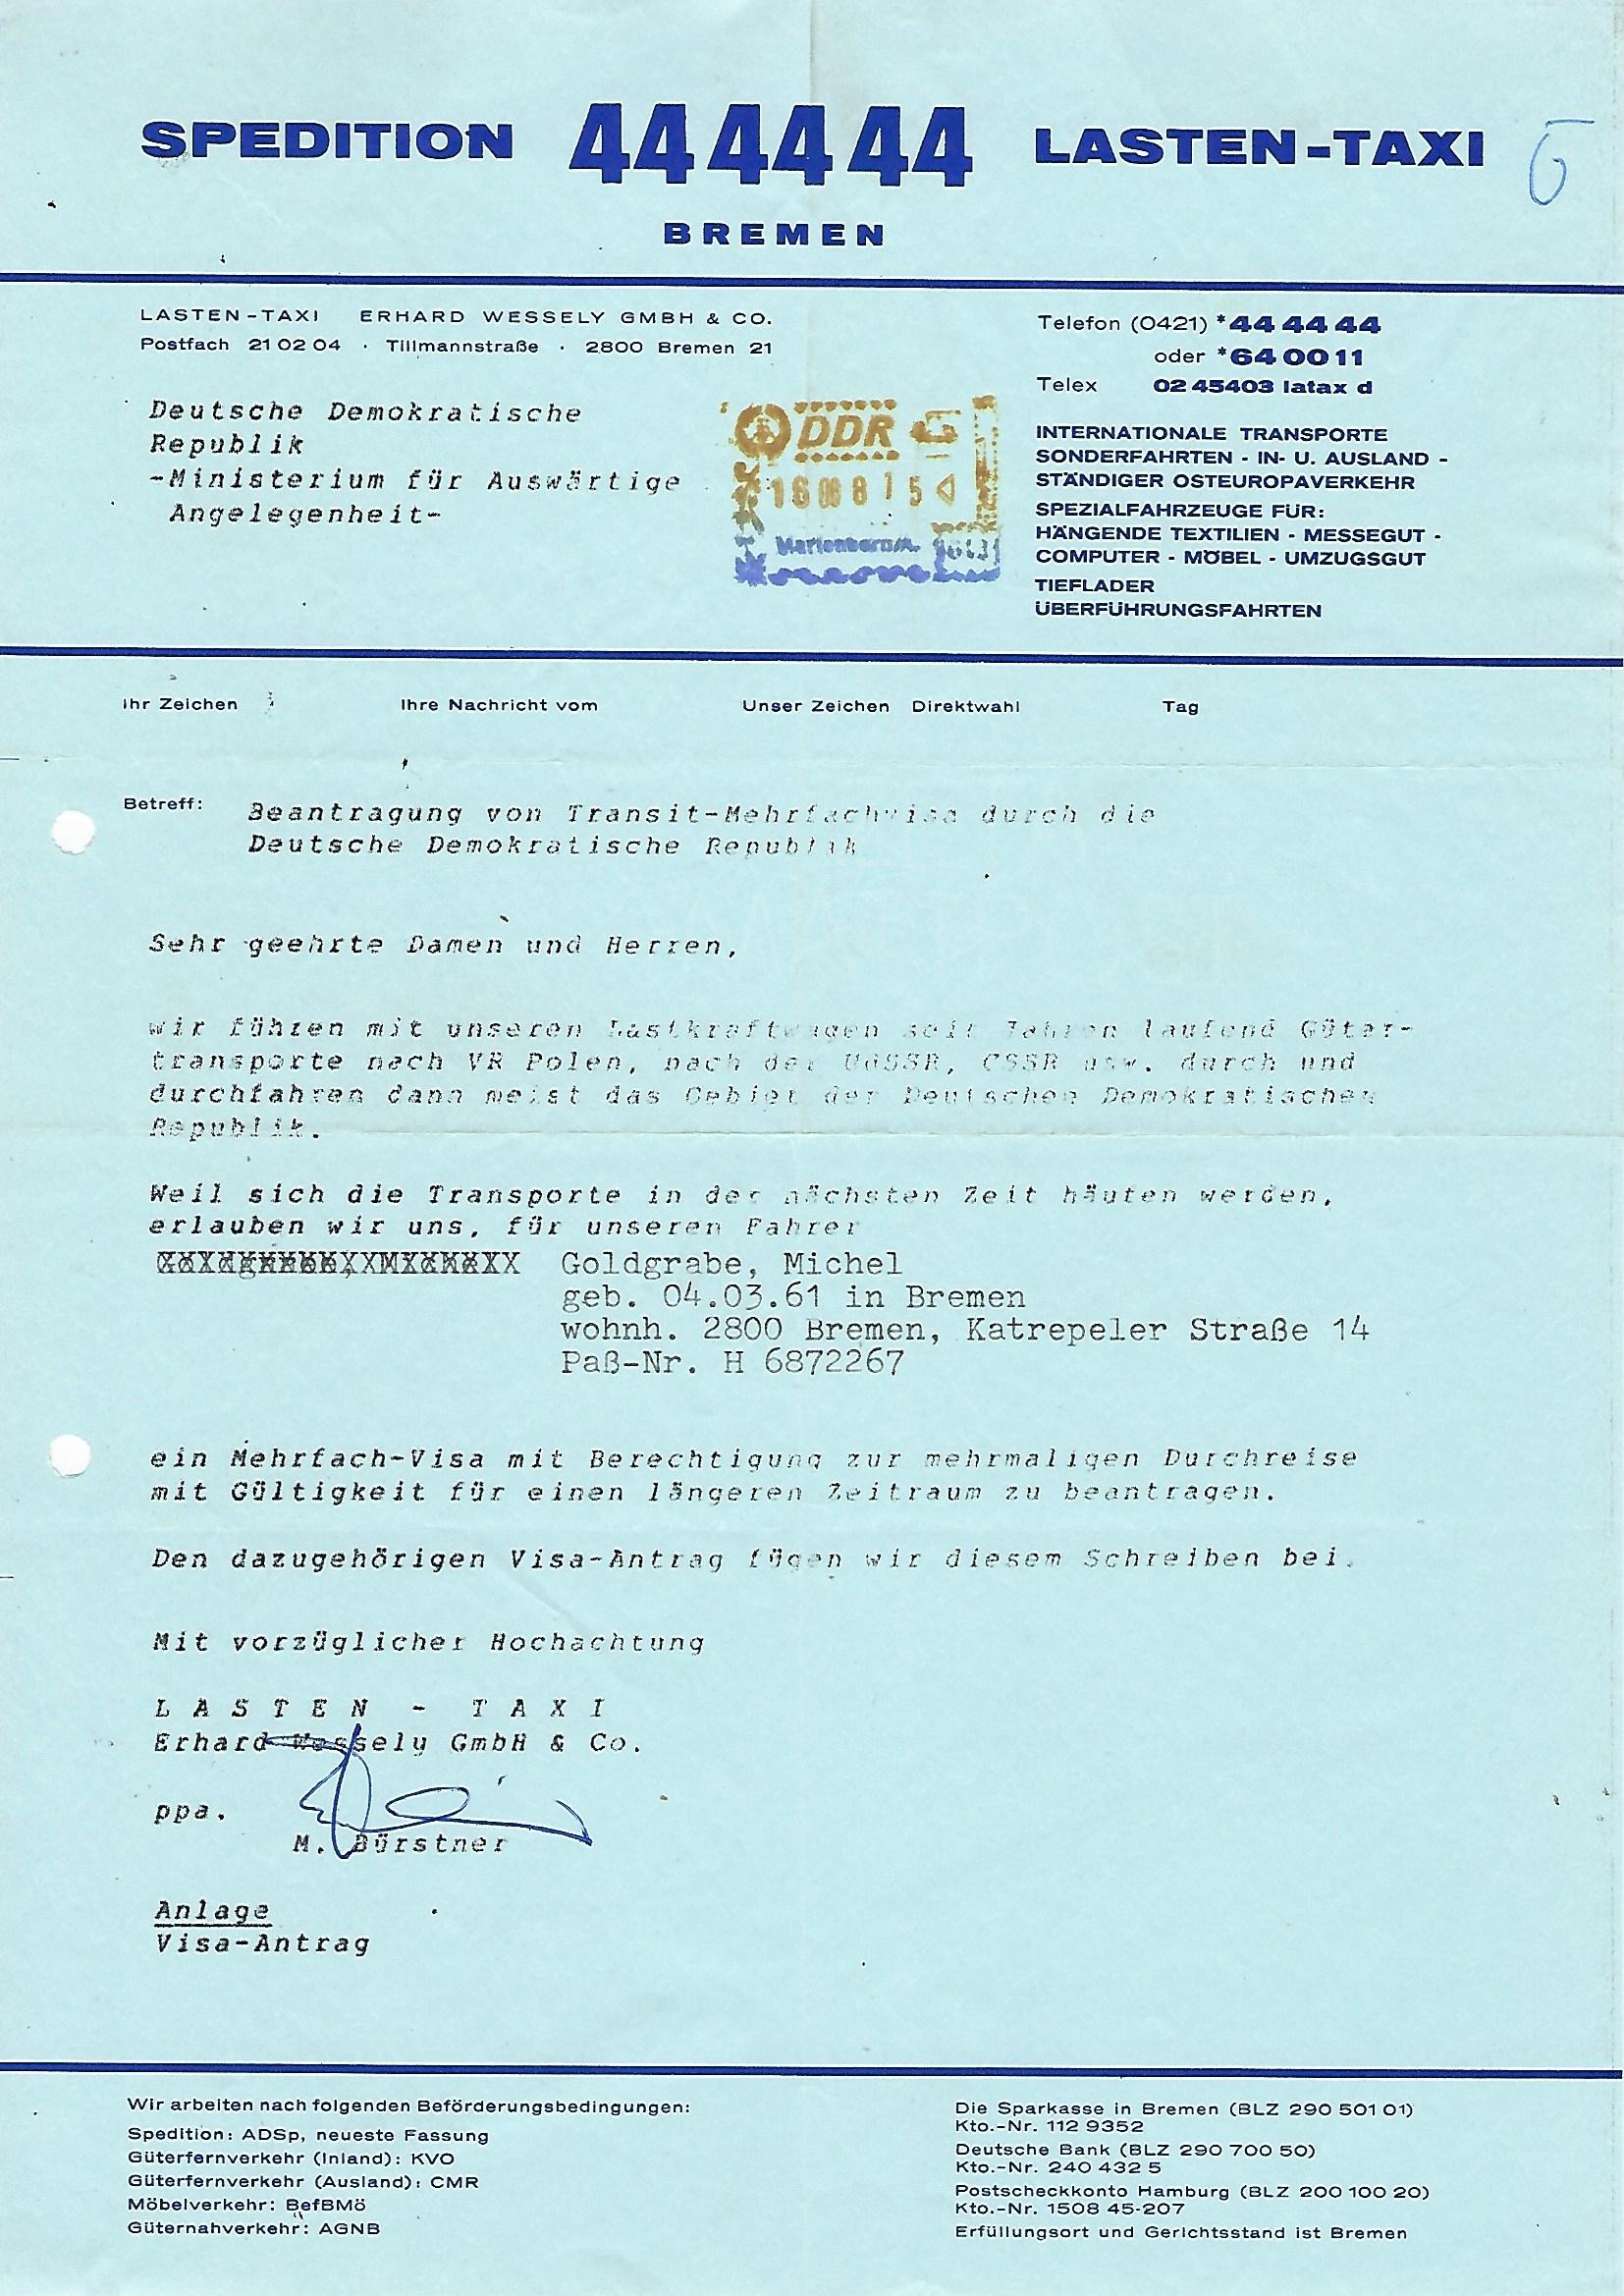 SPEDITION 44 44 44 LASTEN-TAXI
BREMEN
LASTEN-TAXI ERHARD WESSELY GMBH & CO.
Postfach 21 02 04 · Tillmannstraße · 2800 Bremen 21
Telefon (0421) *44 44 44
oder *64 00 11
Telex 02 45403 latax d
Deutsche Demokratische
Republik
-Ministerium für Auswärtige
Angelegenheit-
DDR
INTERNATIONALE TRANSPORTE
SONDERFAHRTEN - IN- U. AUSLAND -
STÄNDIGER OSTEUROPAVERKEHR
SPEZIALFAHRZEUGE FÜR:
HÄNGENDE TEXTILIEN - MESSEGUT -
COMPUTER - MÖBEL - UMZUGSGUT
TIEFLADER
ÜBERFÜHRUNGSFAHRTEN
Ihr Zeichen Ihre Nachricht vom Unser Zeichen Direktwahl Tag
Betreff: Beantragung von Transit-Mehrfachvisa durch die
Deutsche Demokratische Republik
Sehr geehrte Damen und Herren,
wir führen mit unseren Lastkraftwagen seit Jahren laufend Güter-
transporte nach VR Polen, nach der UdSSR, CSSR usw. durch und
durchfahren dann meist das Gebiet der Deutschen Demokratischen
Republik.
Weil sich die Transporte in der nächsten Zeit häufen werden,
erlauben wir uns, für unseren Fahrer
Goldgrabe, Michel
geb. 04.03.61 in Bremen
wohnh. 2800 Bremen, Katrepeler Straße 14
Paß-Nr. H 6872267
ein Mehrfach-Visa mit Berechtigung zur mehrmaligen Durchreise
mit Gültigkeit für einen längeren Zeitraum zu beantragen.
Den dazugehörigen Visa-Antrag fügen wir diesem Schreiben bei.
Mit vorzüglicher Hochachtung
L A S T E N - T A X I
Erhard Wessely GmbH & Co.
ppa.
M. Bürstner
Anlage
Visa-Antrag
Wir arbeiten nach folgenden Beförderungsbedingungen:
Spedition: ADSp, neueste Fassung
Güterfernverkehr (Inland): KVO
Güterfernverkehr (Ausland): CMR
Möbelverkehr: BefBMö
Güternahverkehr: AGNB
Die Sparkasse in Bremen (BLZ 290 501 01)
Kto.-Nr. 112 9352
Deutsche Bank (BLZ 290 700 50)
Kto.-Nr. 240 432 5
Postscheckkonto Hamburg (BLZ 200 100 20)
Kto.-Nr. 1508 45-207
Erfüllungsort und Gerichtsstand ist Bremen